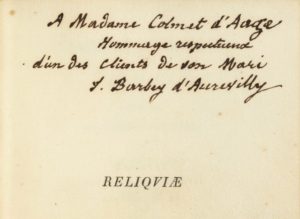 A Madame Colmet d'Aage
Hommage respectueux
d'un des Clients de son Mari
J. Barbey d'Aurevilly
RELIQVIÆ